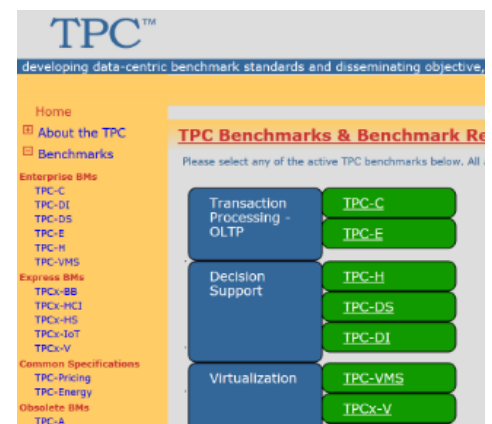 TPC™
developing data-centric benchmark standards and disseminating objective,
Home
About the TPC
Benchmarks
Enterprise BMs
TPC-C
TPC-DI
TPC-DS
TPC-E
TPC-H
TPC-VMS
Express BMs
TPCx-BB
TPCx-HCI
TPCx-HS
TPCx-IoT
TPCx-V
Common Specifications
TPC-Pricing
TPC-Energy
Obsolete BMs
TPC-A
TPC Benchmarks & Benchmark Re
Please select any of the active TPC benchmarks below. All
Transaction
Processing -
OLTP
TPC-C
TPC-E
Decision
Support
TPC-H
TPC-DS
TPC-DI
Virtualization
TPC-VMS
TPCx-V